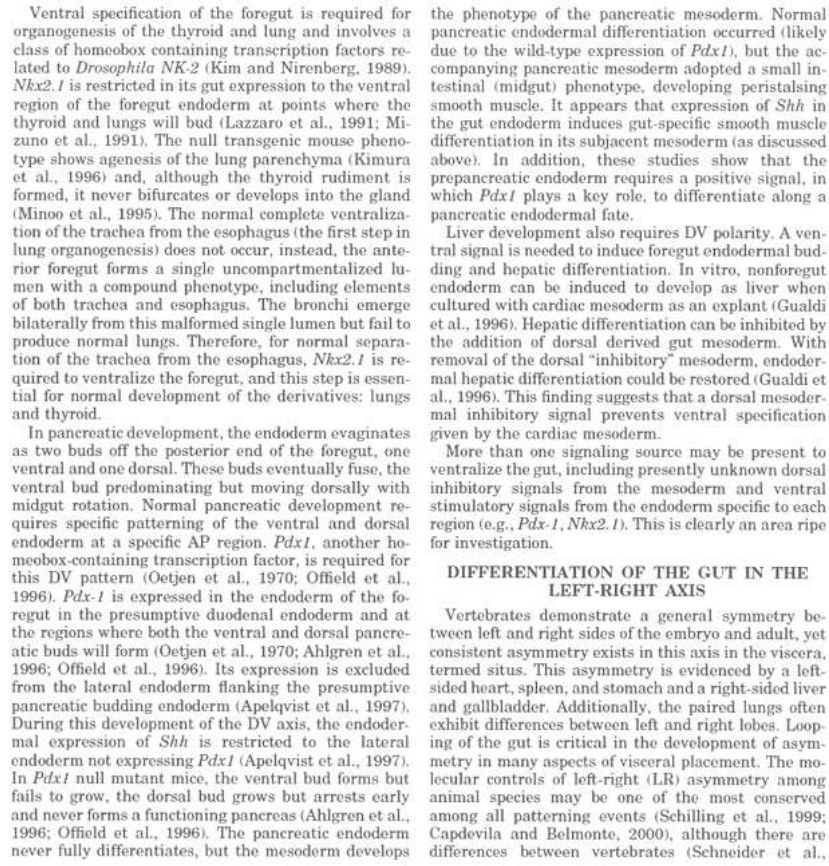 Ventral specification of the foregut is required for
organogenesis of the thyroid and lung and involves a
class of homeobox containing transcription factors re-
lated to Drosophila NK-2 (Kim and Nirenberg, 1989).
Nkx2.1 is restricted in its gut expression to the ventral
region of the foregut endoderm at points where the
thyroid and lungs will bud (Lazzaro et al., 1991; Mi-
zuno et al., 1991). The null transgenic mouse pheno-
type shows agenesis of the lung parenchyma (Kimura
et al., 1996) and, although the thyroid rudiment is
formed, it never bifurcates or develops into the gland
(Minoo et al., 1995). The normal complete ventraliza-
tion of the trachea from the esophagus (the first step in
lung organogenesis) does not occur, instead, the ante-
rior foregut forms a single uncompartmentalized lu-
men with a compound phenotype, including elements
of both trachea and esophagus. The bronchi emerge
bilaterally from this malformed single lumen but fail to
produce normal lungs. Therefore, for normal separa-
tion of the trachea from the esophagus, Nkx2.1 is re-
quired to ventralize the foregut, and this step is essen-
tial for normal development of the derivatives: lungs
and thyroid.
In pancreatic development, the endoderm evaginates
as two buds off the posterior end of the foregut, one
ventral and one dorsal. These buds eventually fuse, the
ventral bud predominating but moving dorsally with
midgut rotation. Normal pancreatic development re-
quires specific patterning of the ventral and dorsal
endoderm at a specific AP region. Pdx1, another ho-
meobox-containing transcription factor, is required for
this DV pattern (Oetjen et al., 1970; Offield et al.,
1996). Pdx-1 is expressed in the endoderm of the fo-
regut in the presumptive duodenal endoderm and at
the regions where both the ventral and dorsal pancre-
atic buds will form (Oetjen et al., 1970; Ahlgren et al.,
1996; Offield et al., 1996). Its expression is excluded
from the lateral endoderm flanking the presumptive
pancreatic budding endoderm (Apelqvist et al., 1997).
During this development of the DV axis, the endoder-
mal expression of Shh is restricted to the lateral
endoderm not expressing Pdx1 (Apelqvist et al., 1997).
In Pdx1 null mutant mice, the ventral bud forms but
fails to grow, the dorsal bud grows but arrests early
and never forms a functioning pancreas (Ahlgren et al.,
1996; Offield et al., 1996). The pancreatic endoderm
never fully differentiates, but the mesoderm develops
the phenotype of the pancreatic mesoderm. Normal
pancreatic endodermal differentiation occurred (likely
due to the wild-type expression of Pdx1), but the ac-
companying pancreatic mesoderm adopted a small in-
testinal (midgut) phenotype, developing peristalsing
smooth muscle. It appears that expression of Shh in
the gut endoderm induces gut-specific smooth muscle
differentiation in its subjacent mesoderm (as discussed
above). In addition, these studies show that the
prepancreatic endoderm requires a positive signal, in
which Pdx1 plays a key role, to differentiate along a
pancreatic endodermal fate.
Liver development also requires DV polarity. A ven-
tral signal is needed to induce foregut endodermal bud-
ding and hepatic differentiation. In vitro, nonforegut
endoderm can be induced to develop as liver when
cultured with cardiac mesoderm as an explant (Gualdi
et al., 1996). Hepatic differentiation can be inhibited by
the addition of dorsal derived gut mesoderm. With
removal of the dorsal "inhibitory" mesoderm, endoder-
mal hepatic differentiation could be restored (Gualdi et
al., 1996). This finding suggests that a dorsal mesoder-
mal inhibitory signal prevents ventral specification
given by the cardiac mesoderm.
More than one signaling source may be present to
ventralize the gut, including presently unknown dorsal
inhibitory signals from the mesoderm and ventral
stimulatory signals from the endoderm specific to each
region (e.g., Pdx-1, Nkx2.1). This is clearly an area ripe
for investigation.
DIFFERENTIATION OF THE GUT IN THE
LEFT-RIGHT AXIS
Vertebrates demonstrate a general symmetry be-
tween left and right sides of the embryo and adult, yet
consistent asymmetry exists in this axis in the viscera,
termed situs. This asymmetry is evidenced by a left-
sided heart, spleen, and stomach and a right-sided liver
and gallbladder. Additionally, the paired lungs often
exhibit differences between left and right lobes. Loop-
ing of the gut is critical in the development of asym-
metry in many aspects of visceral placement. The mo-
lecular controls of left-right (LR) asymmetry among
animal species may be one of the most conserved
among all patterning events (Schilling et al., 1999;
Capdevila and Belmonte, 2000), although there are
differences between vertebrates (Schneider et al.,